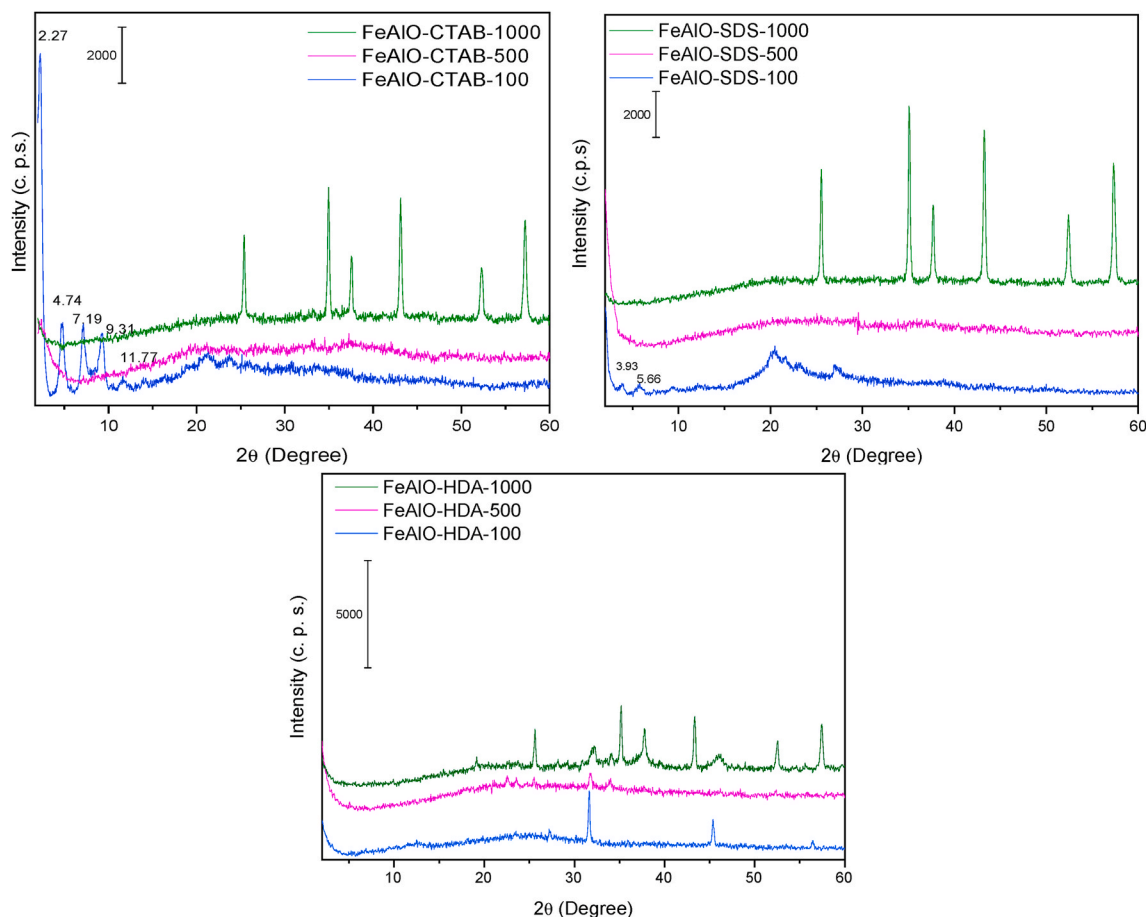 2.27
2000
FeAlO-CTAB-1000
FeAlO-CTAB-500
FeAlO-CTAB-100
Intensity (c. p.s.)
4.74
7.19
9.31
11.77
10 20 30 40 50 60
2θ (Degree)
FeAlO-SDS-1000
FeAlO-SDS-500
FeAlO-SDS-100
2000
Intensity (c.p.s)
3.93
5.66
10 20 30 40 50 60
2θ (Degree)
FeAlO-HDA-1000
FeAlO-HDA-500
FeAlO-HDA-100
5000
Intensity (c. p. s.)
10 20 30 40 50 60
2θ (Degree)